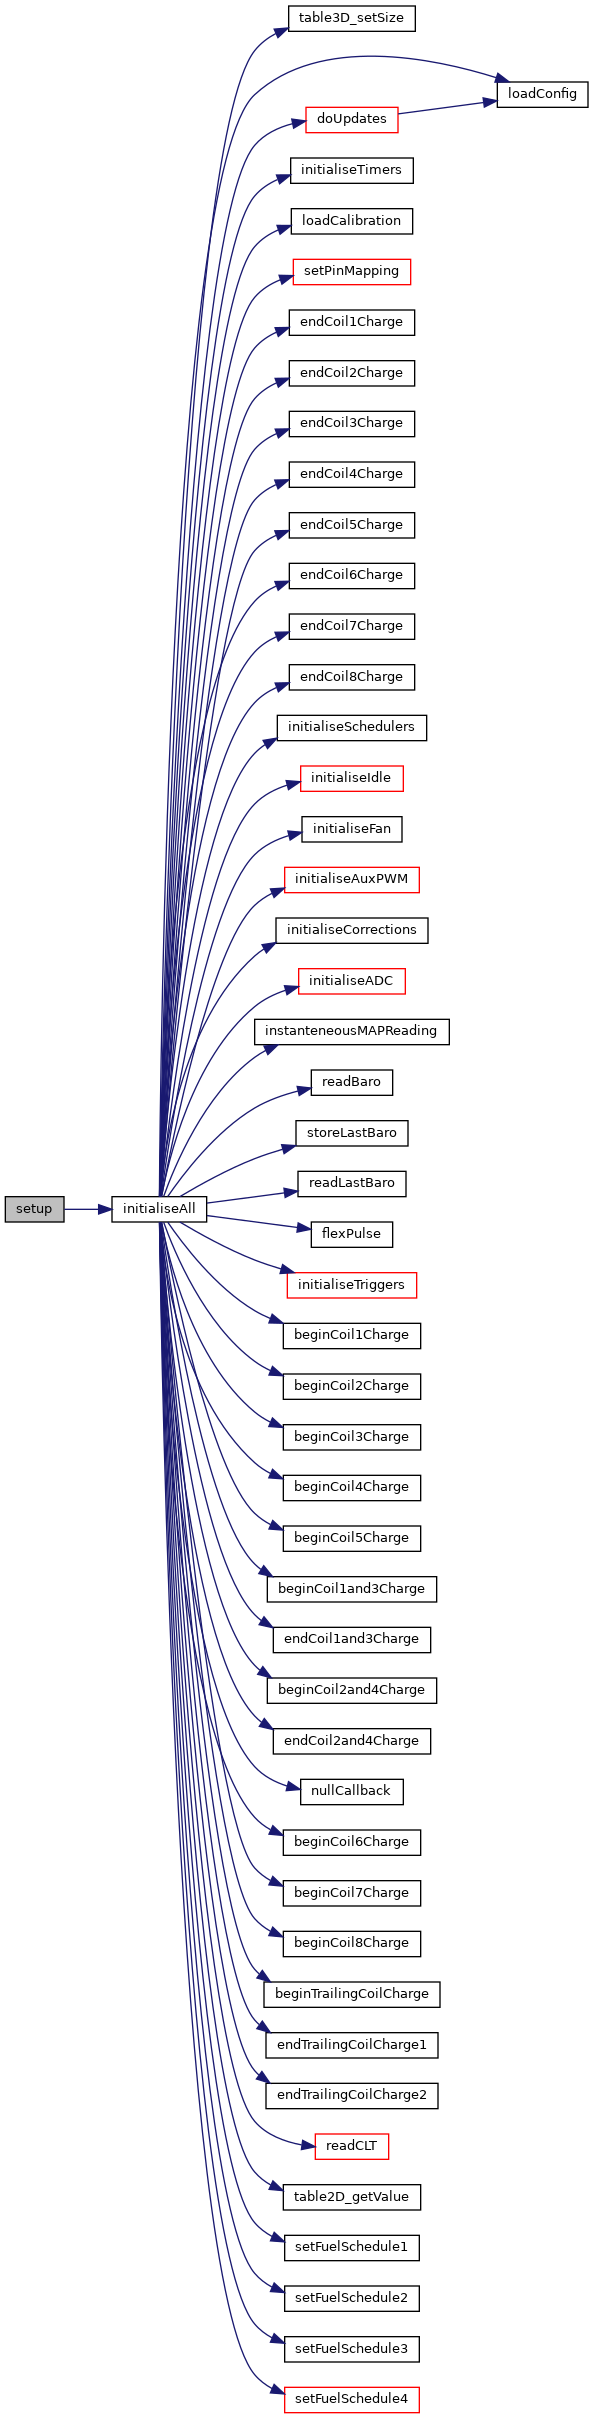 table3D_setSize
loadConfig
doUpdates
initialiseTimers
loadCalibration
setPinMapping
endCoil1Charge
endCoil2Charge
endCoil3Charge
endCoil4Charge
endCoil5Charge
endCoil6Charge
endCoil7Charge
endCoil8Charge
initialiseSchedulers
initialiseIdle
initialiseFan
initialiseAuxPWM
initialiseCorrections
initialiseADC
instanteneousMAPReading
readBaro
storeLastBaro
readLastBaro
setup
initialiseAll
flexPulse
initialiseTriggers
beginCoil1Charge
beginCoil2Charge
beginCoil3Charge
beginCoil4Charge
beginCoil5Charge
beginCoil1and3Charge
endCoil1and3Charge
beginCoil2and4Charge
endCoil2and4Charge
nullCallback
beginCoil6Charge
beginCoil7Charge
beginCoil8Charge
beginTrailingCoilCharge
endTrailingCoilCharge1
endTrailingCoilCharge2
readCLT
table2D_getValue
setFuelSchedule1
setFuelSchedule2
setFuelSchedule3
setFuelSchedule4